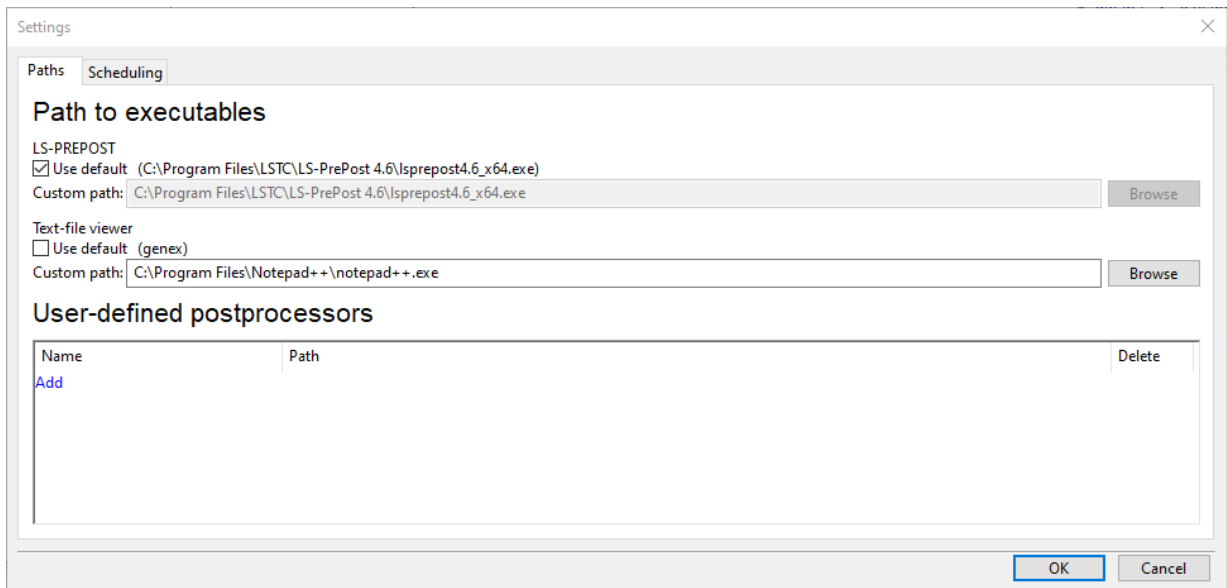 Settings
Paths Scheduling
Path to executables
LS-PREPOST
Use default (C:\Program Files\LSTC\LS-PrePost 4.6\lsprepost4.6_x64.exe)
Custom path: C:\Program Files\LSTC\LS-PrePost 4.6\lsprepost4.6_x64.exe Browse
Text-file viewer
Use default (genex)
Custom path: C:\Program Files\Notepad++\notepad++.exe Browse
User-defined postprocessors
Name Path Delete
Add
OK Cancel